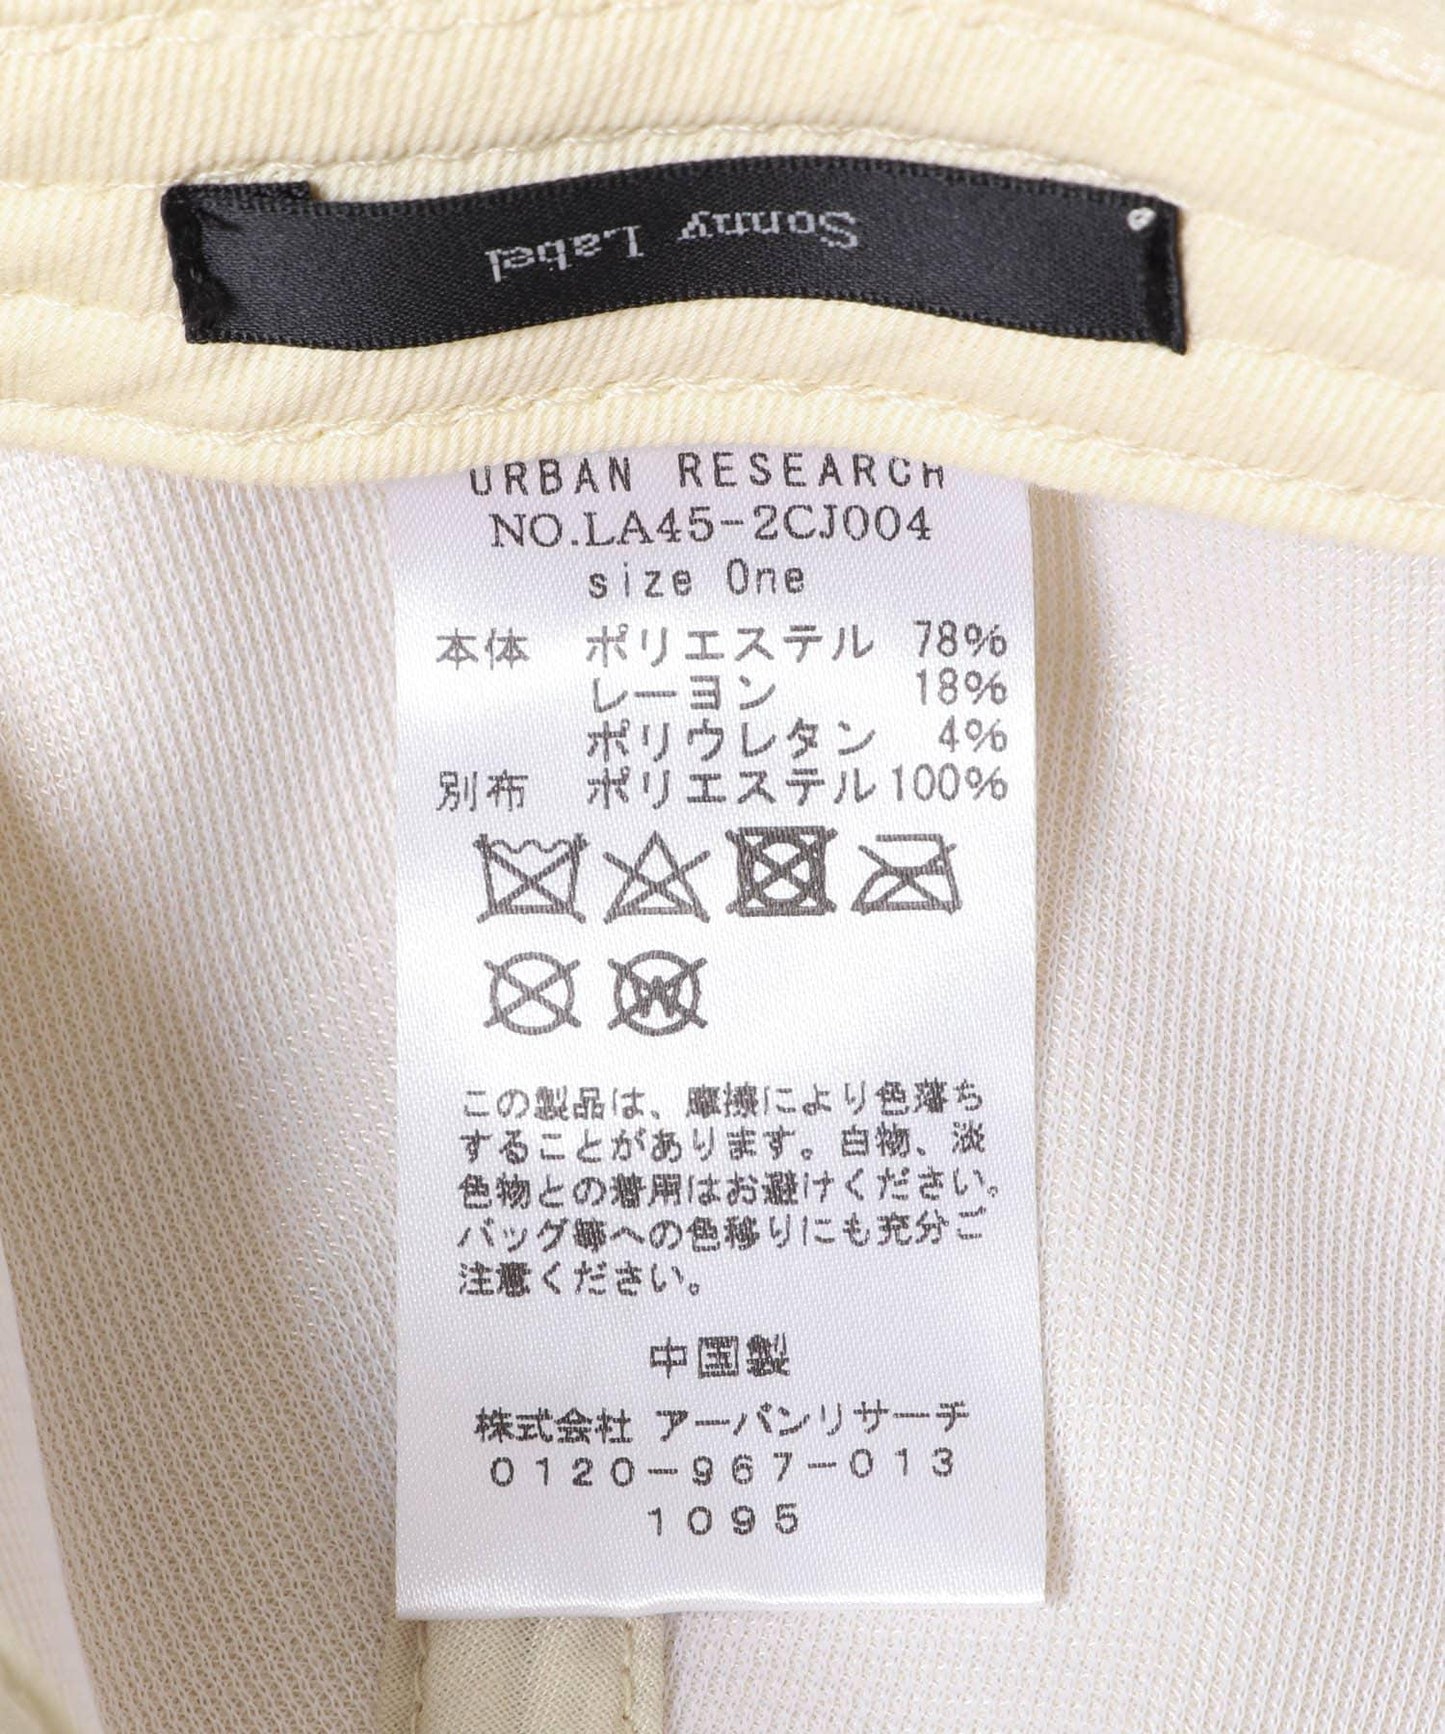 Sonny Label
URBAN RESEARCH
NO.LA45-2CJ004
size One
本体 ポリエステル 78%
レーヨン 18%
ポリウレタン 4%
別布 ポリエステル 100%
この製品は、摩擦により色落ち
することがあります。白物、淡
色物との着用はお避けください。
バッグ等への色移りにも充分ご
注意ください。
中国製
株式会社 アーバンリサーチ
0120-967-013
1095